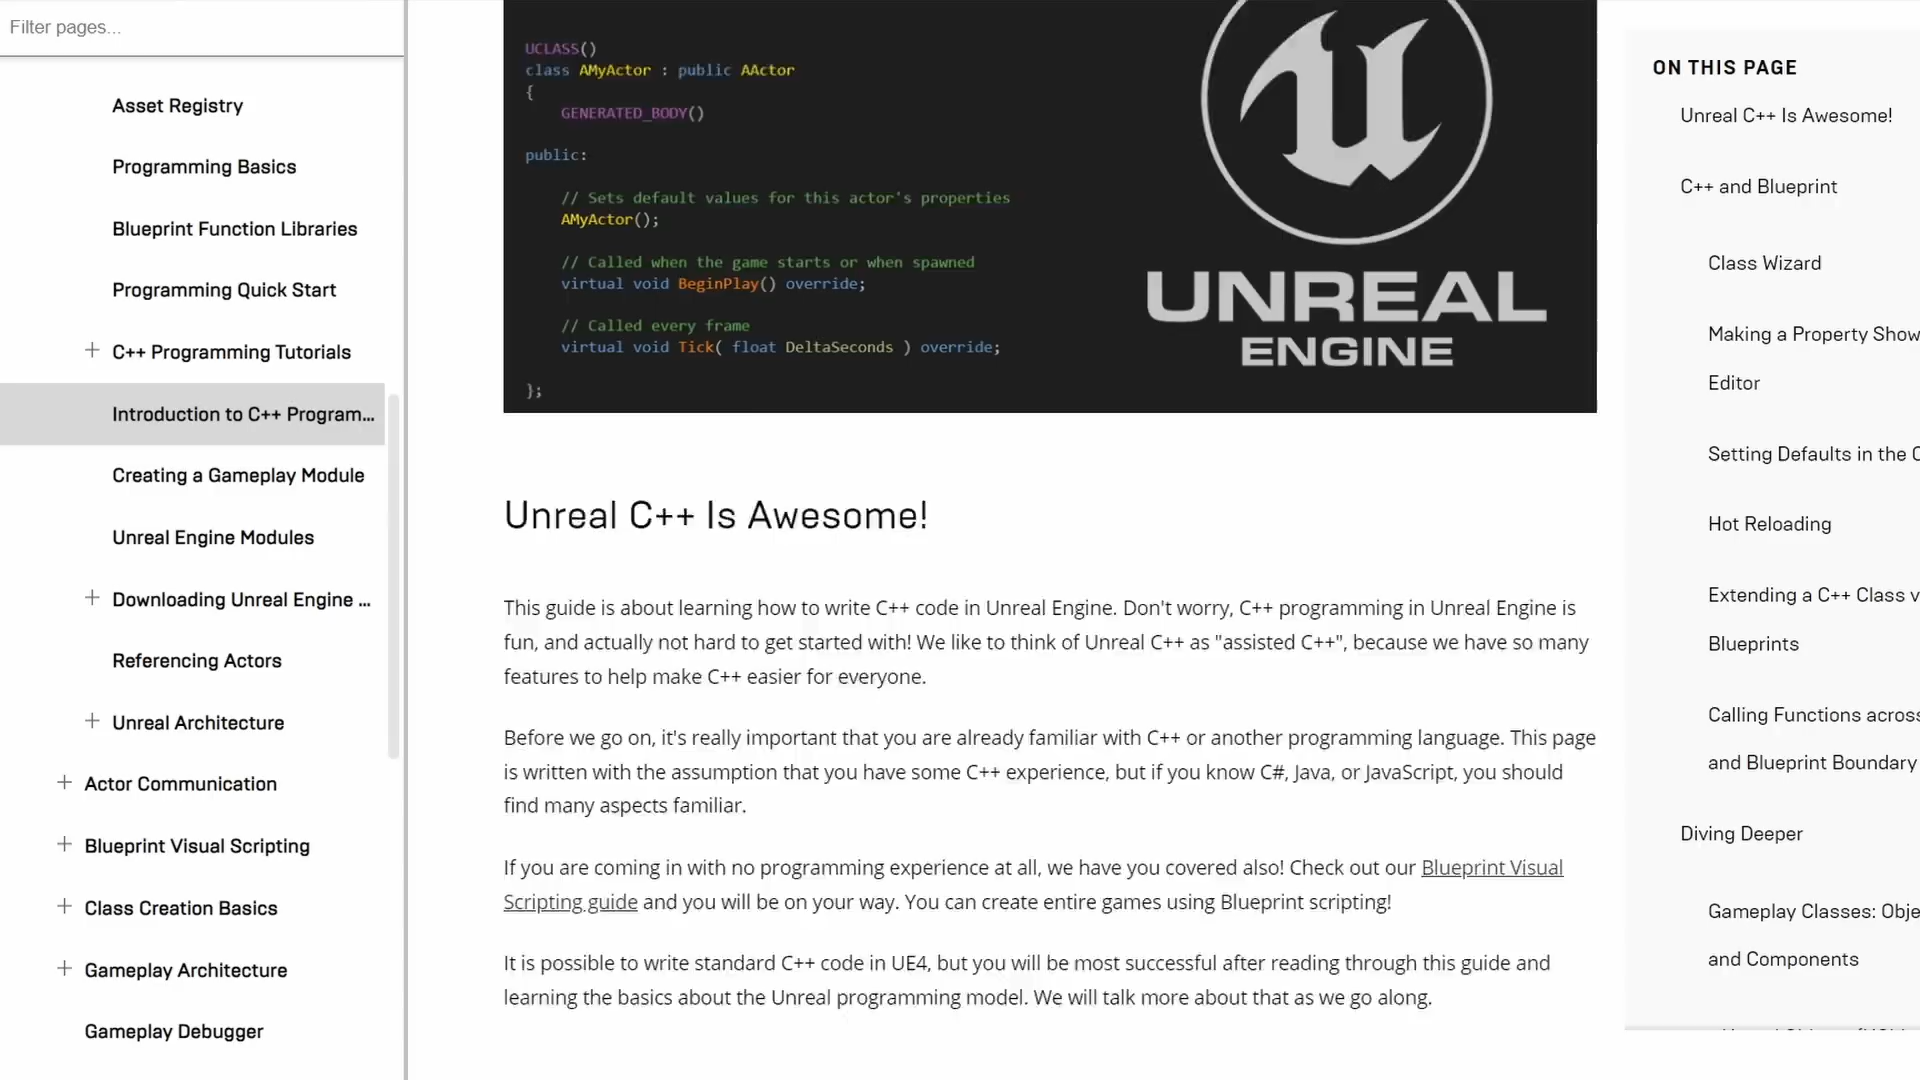 Filter pages...
Asset Registry
Programming Basics
Blueprint Function Libraries
Programming Quick Start
C++ Programming Tutorials
Introduction to C++ Program...
Creating a Gameplay Module
Unreal Engine Modules
Downloading Unreal Engine ...
Referencing Actors
Unreal Architecture
Actor Communication
Blueprint Visual Scripting
Class Creation Basics
Gameplay Architecture
Gameplay Debugger
UCLASS()
class AMyActor : public AActor
{
GENERATED_BODY()
public:
// Sets default values for this actor's properties
AMyActor();
// Called when the game starts or when spawned
virtual void BeginPlay() override;
// Called every frame
virtual void Tick( float DeltaSeconds ) override;
};
UNREAL
ENGINE
Unreal C++ Is Awesome!
This guide is about learning how to write C++ code in Unreal Engine. Don't worry, C++ programming in Unreal Engine is
fun, and actually not hard to get started with! We like to think of Unreal C++ as "assisted C++", because we have so many
features to help make C++ easier for everyone.
Before we go on, it's really important that you are already familiar with C++ or another programming language. This page
is written with the assumption that you have some C++ experience, but if you know C#, Java, or JavaScript, you should
find many aspects familiar.
If you are coming in with no programming experience at all, we have you covered also! Check out our Blueprint Visual
Scripting guide and you will be on your way. You can create entire games using Blueprint scripting!
It is possible to write standard C++ code in UE4, but you will be most successful after reading through this guide and
learning the basics about the Unreal programming model. We will talk more about that as we go along.
ON THIS PAGE
Unreal C++ Is Awesome!
C++ and Blueprint
Class Wizard
Making a Property Show
Editor
Setting Defaults in the
Hot Reloading
Extending a C++ Class
Blueprints
Calling Functions across
and Blueprint Boundary
Diving Deeper
Gameplay Classes:
and Components